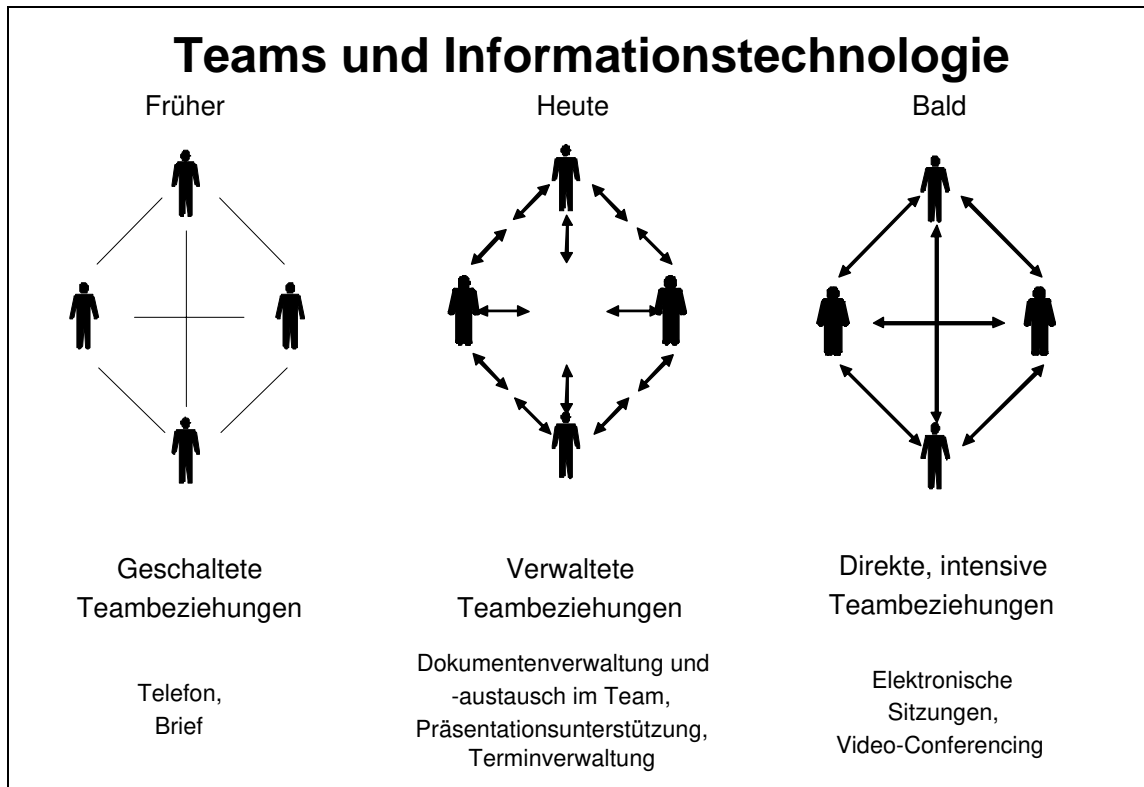 Teams und Informationstechnologie
Früher
Heute
Bald
Geschaltete
Teambeziehungen
Verwaltete
Teambeziehungen
Direkte, intensive
Teambeziehungen
Telefon,
Brief
Dokumentenverwaltung und
-austausch im Team,
Präsentationsunterstützung,
Terminverwaltung
Elektronische
Sitzungen,
Video-Conferencing